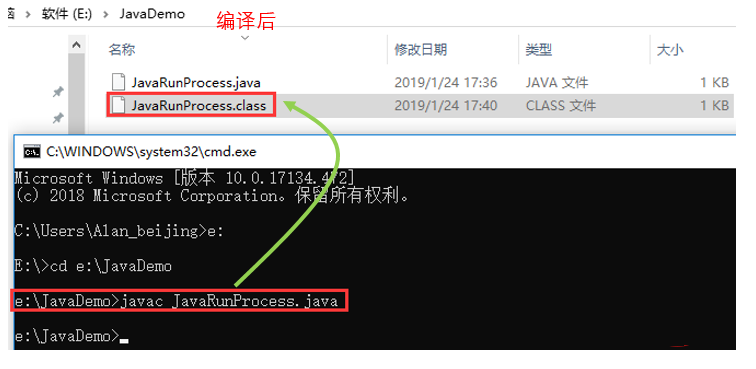 软件 (E:) › JavaDemo
编译后
名称 修改日期 类型 大小
JavaRunProcess.java 2019/1/24 17:36 JAVA 文件 1 KB
JavaRunProcess.class 2019/1/24 17:40 CLASS 文件 1 KB
C:\WINDOWS\system32\cmd.exe
Microsoft Windows [版本 10.0.17134.472]
(c) 2018 Microsoft Corporation。保留所有权利。
C:\Users\Alan_beijing>e:
E:\>cd e:\JavaDemo
e:\JavaDemo>javac JavaRunProcess.java
e:\JavaDemo>